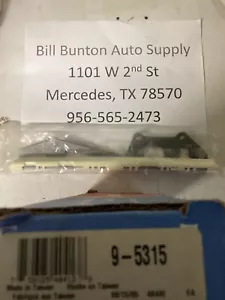 Bill Bunton Auto Supply
1101 W 2nd St
Mercedes, TX 78570
956-565-2473
9-5315
Made in Taiwan